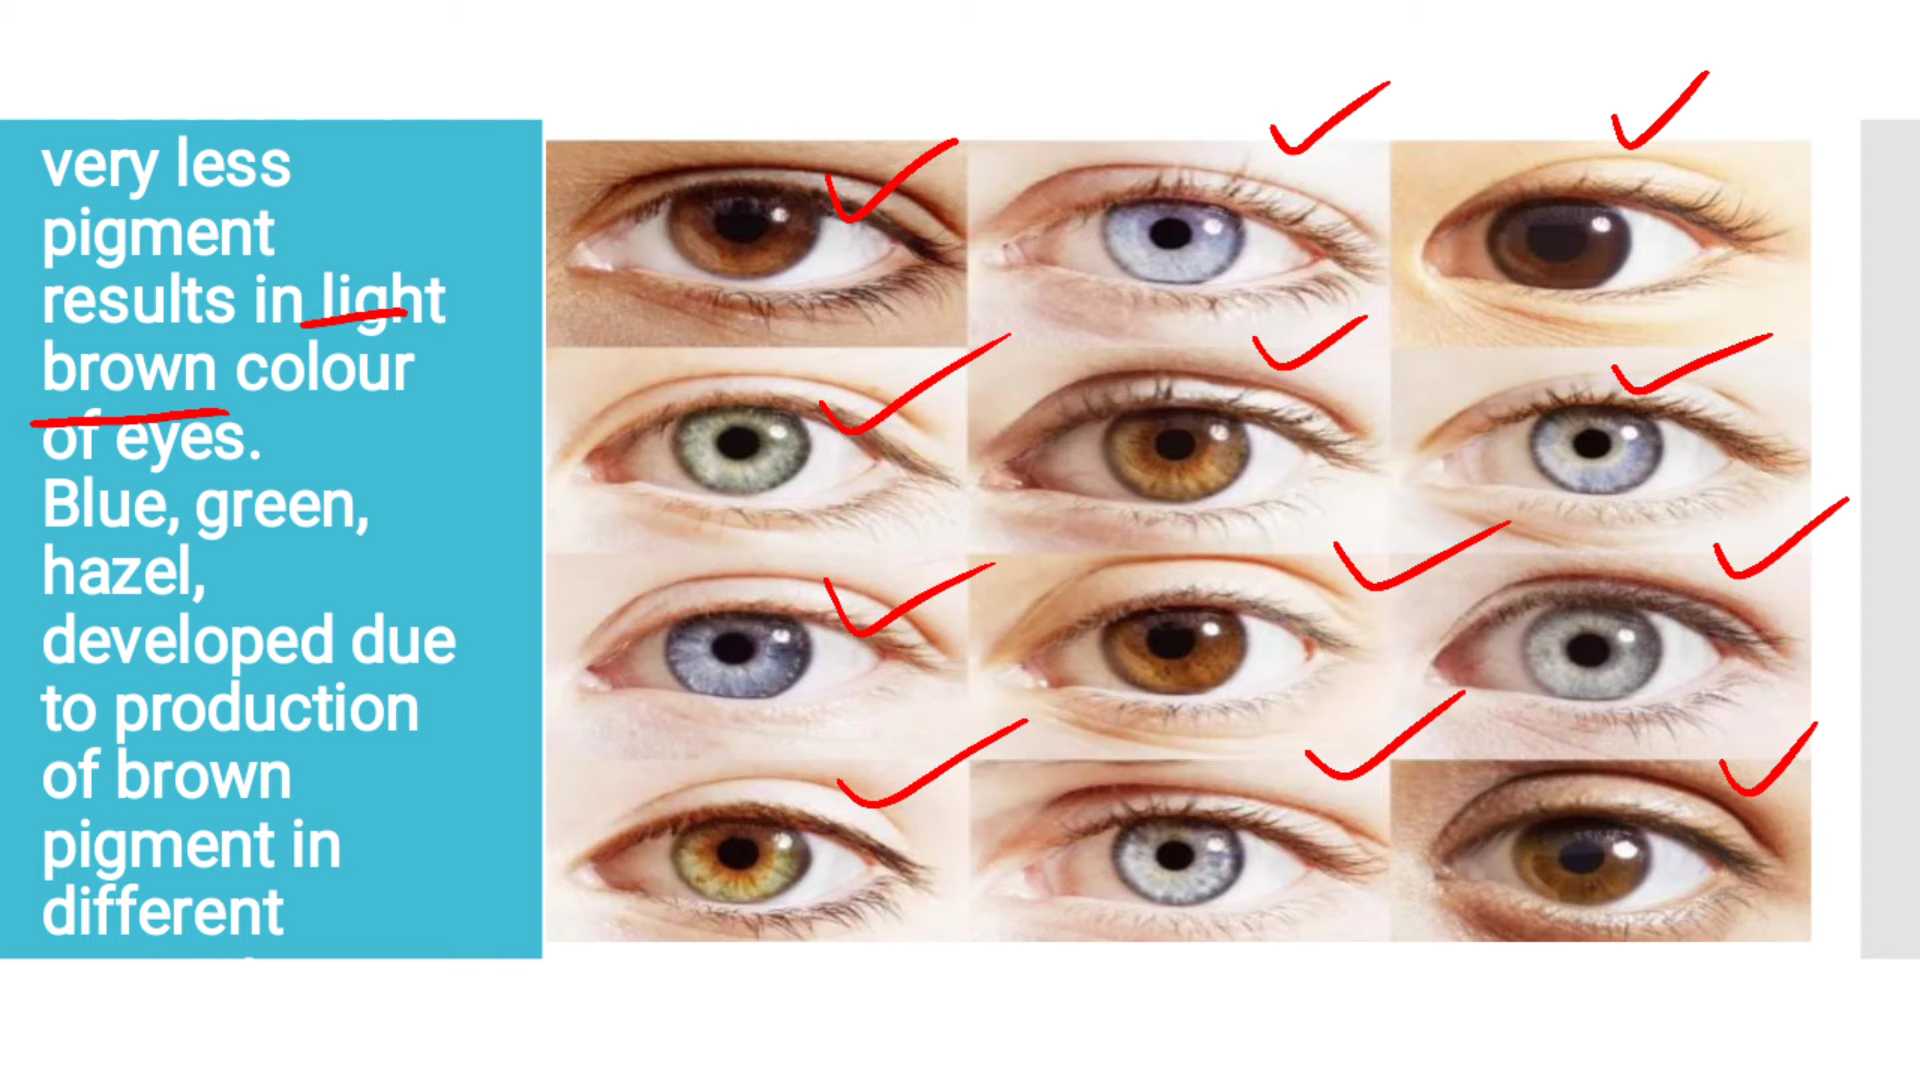 very less
pigment
results in light
brown colour
of eyes.
Blue, green,
hazel,
developed due
to production
of brown
pigment in
different